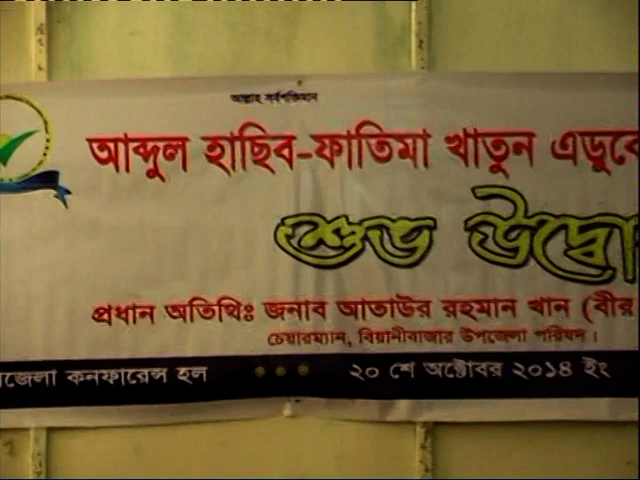 আল্লাহ সর্বশক্তিমান
আব্দুল হাছিব-ফাতিমা খাতুন এডুকে
শুভ উদ্বো
প্রধান অতিথিঃ জনাব আতাউর রহমান খান (বীর
চেয়ারম্যান, বিয়ানীবাজার উপজেলা পরিষদ।
জেলা কনফারেন্স হল ২০ শে অক্টোবর ২০১৪ ইং